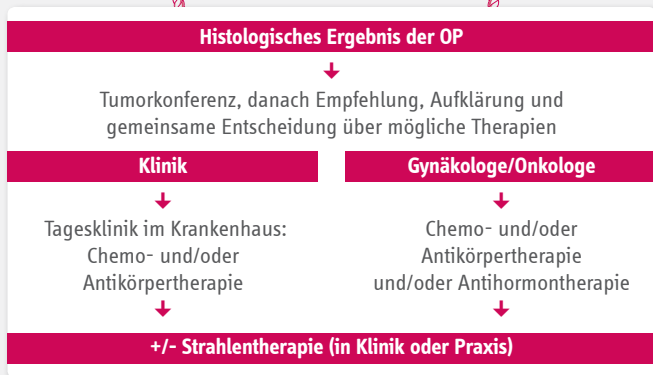 Histologisches Ergebnis der OP
Tumorkonferenz, danach Empfehlung, Aufklärung und
gemeinsame Entscheidung über mögliche Therapien
Klinik
Tagesklinik im Krankenhaus:
Chemo- und/oder
Antikörpertherapie
Gynäkologe/Onkologe
Chemo- und/oder
Antikörpertherapie
und/oder Antihormontherapie
+/- Strahlentherapie (in Klinik oder Praxis)